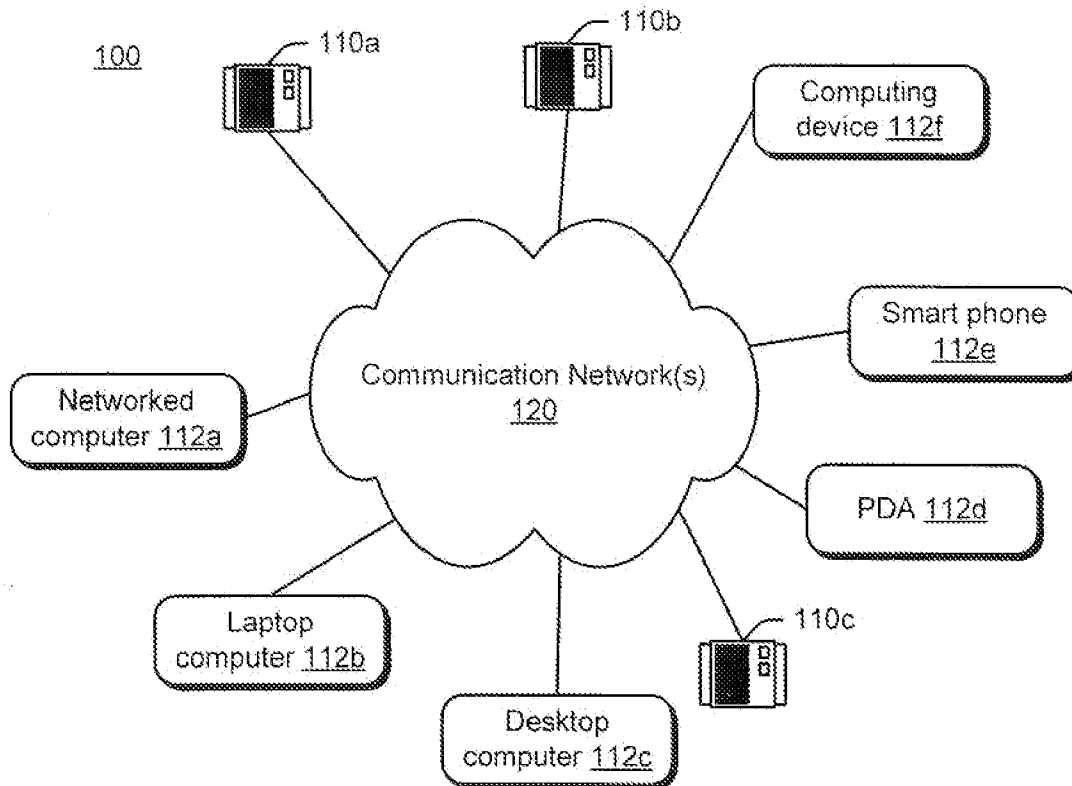 100
110a
110b
Computing
device 112f
Smart phone
112e
Communication Network(s)
120
Networked
computer 112a
PDA 112d
Laptop
computer 112b
110c
Desktop
computer 112c